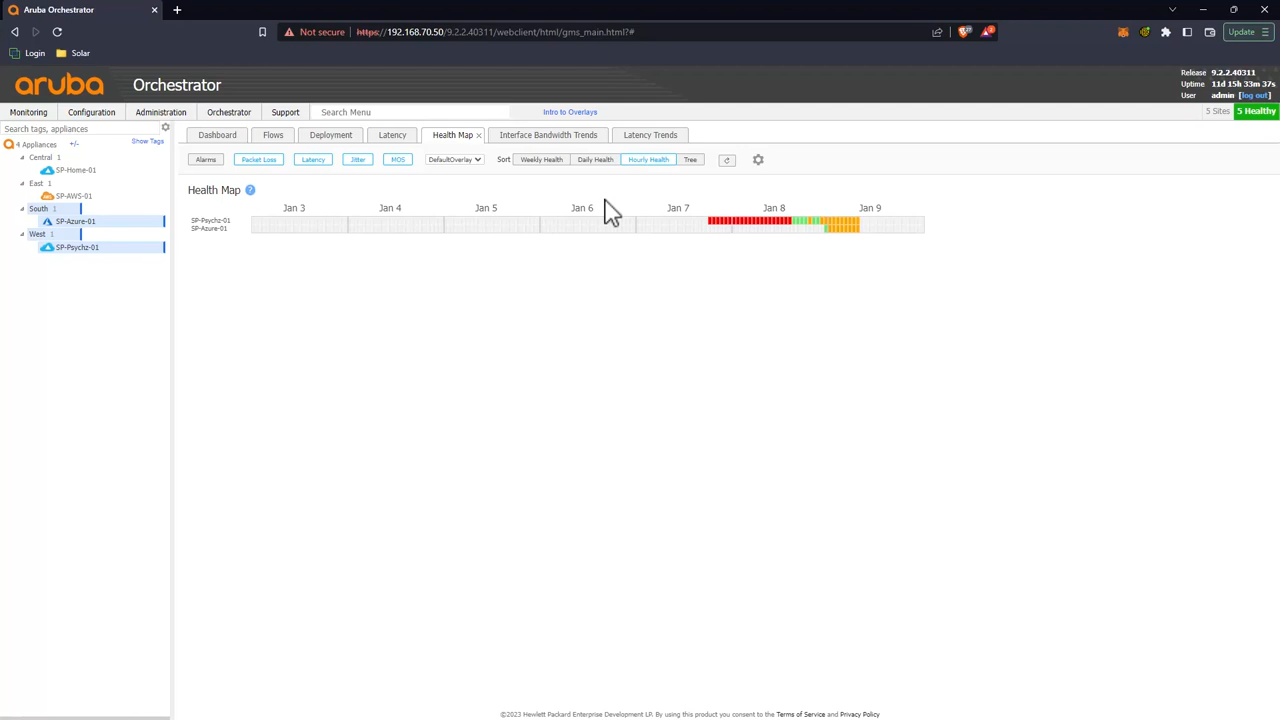 Aruba Orchestrator
Not secure https://192.168.70.50/9.2.2.40311/webclient/html/gms_main.html?#
Update
Login Solar
aruba Orchestrator
Release 9.2.2.40311
Uptime 11d 15h 33m 37s
User admin [log out]
Monitoring Configuration Administration Orchestrator Support Search Menu Intro to Overlays 5 Sites 5 Healthy
Search tags, appliances
Dashboard Flows Deployment Latency Health Map Interface Bandwidth Trends Latency Trends
4 Appliances +/- Show Tags
Central 1
SP-Home-01
East 1
SP-AWS-01
South 1
SP-Azure-01
West 1
SP-Psychz-01
Alarms Packet Loss Latency Jitter MOS DefaultOverlay Sort Weekly Health Daily Health Hourly Health Tree
Health Map ?
Jan 3 Jan 4 Jan 5 Jan 6 Jan 7 Jan 8 Jan 9
SP-Psychz-01
SP-Azure-01
©2023 Hewlett Packard Enterprise Development LP. By using this product you consent to the Terms of Service and Privacy Policy